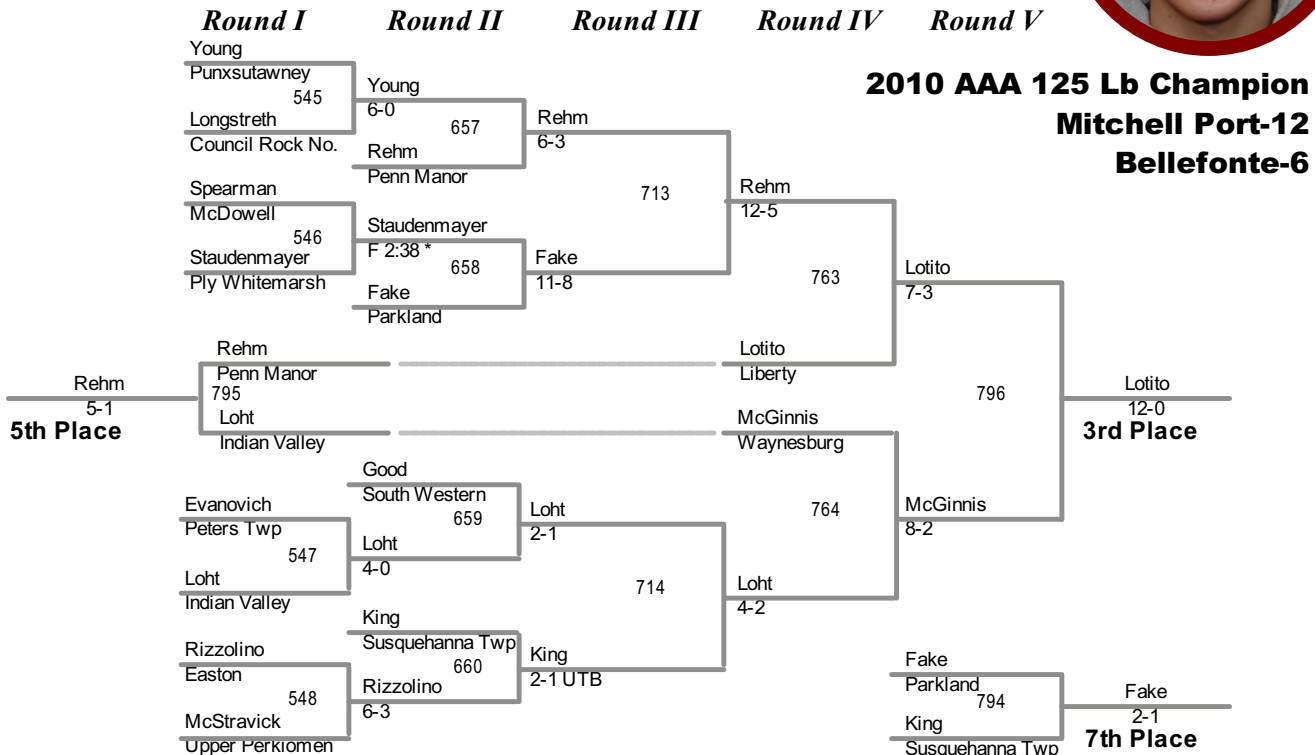 Round I Round II Round III Round IV Round V
2010 AAA 125 Lb Champion
Mitchell Port-12
Bellefonte-6
Young
Punxsutawney
545
Longstreth
Council Rock No.
Young
6-0
657
Rehm
Penn Manor
Rehm
6-3
Spearman
McDowell
546
Staudenmayer
Ply Whitemarsh
Staudenmayer
F 2:38 *
658
Fake
Parkland
Fake
11-8
713
Rehm
12-5
763
Lotito
Liberty
Lotito
7-3
Rehm
Penn Manor
795
Loht
Indian Valley
Rehm
5-1
5th Place
McGinnis
Waynesburg
796
Lotito
12-0
3rd Place
Good
South Western
659
Evanovich
Peters Twp
547
Loht
Indian Valley
Loht
4-0
Loht
2-1
714
King
Susquehanna Twp
660
Rizzolino
Easton
548
McStravick
Upper Perkiomen
Rizzolino
6-3
King
2-1 UTB
Loht
4-2
764
McGinnis
8-2
Fake
Parkland
794
King
Susquehanna Twp
Fake
2-1
7th Place